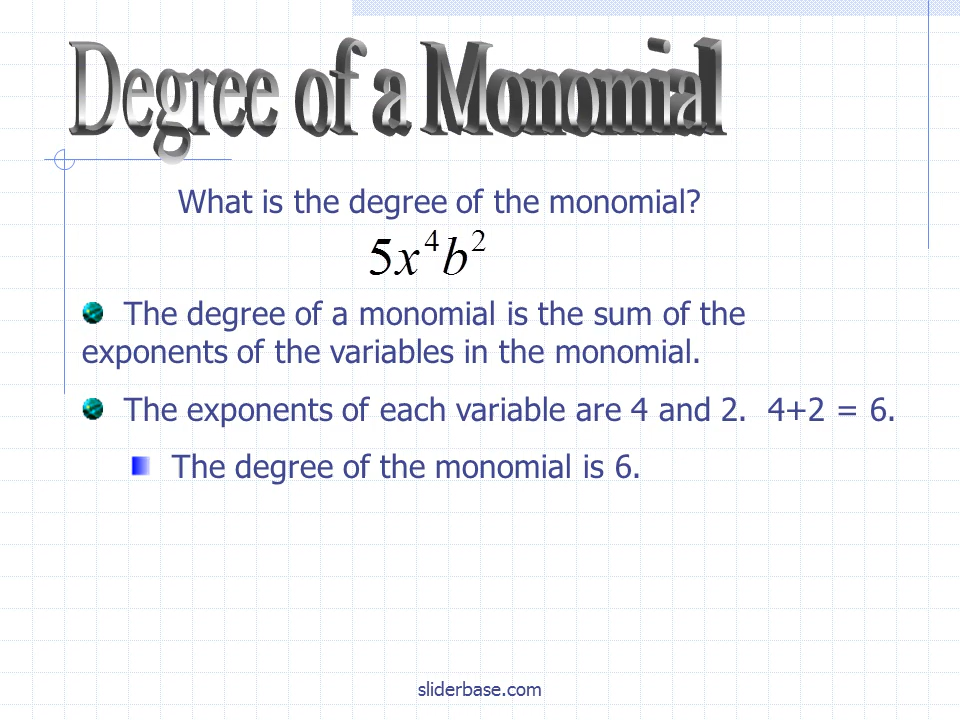 Degree of a Monomial
What is the degree of the monomial?
5x⁴b²
The degree of a monomial is the sum of the
exponents of the variables in the monomial.
The exponents of each variable are 4 and 2.  4+2 = 6.
The degree of the monomial is 6.
sliderbase.com